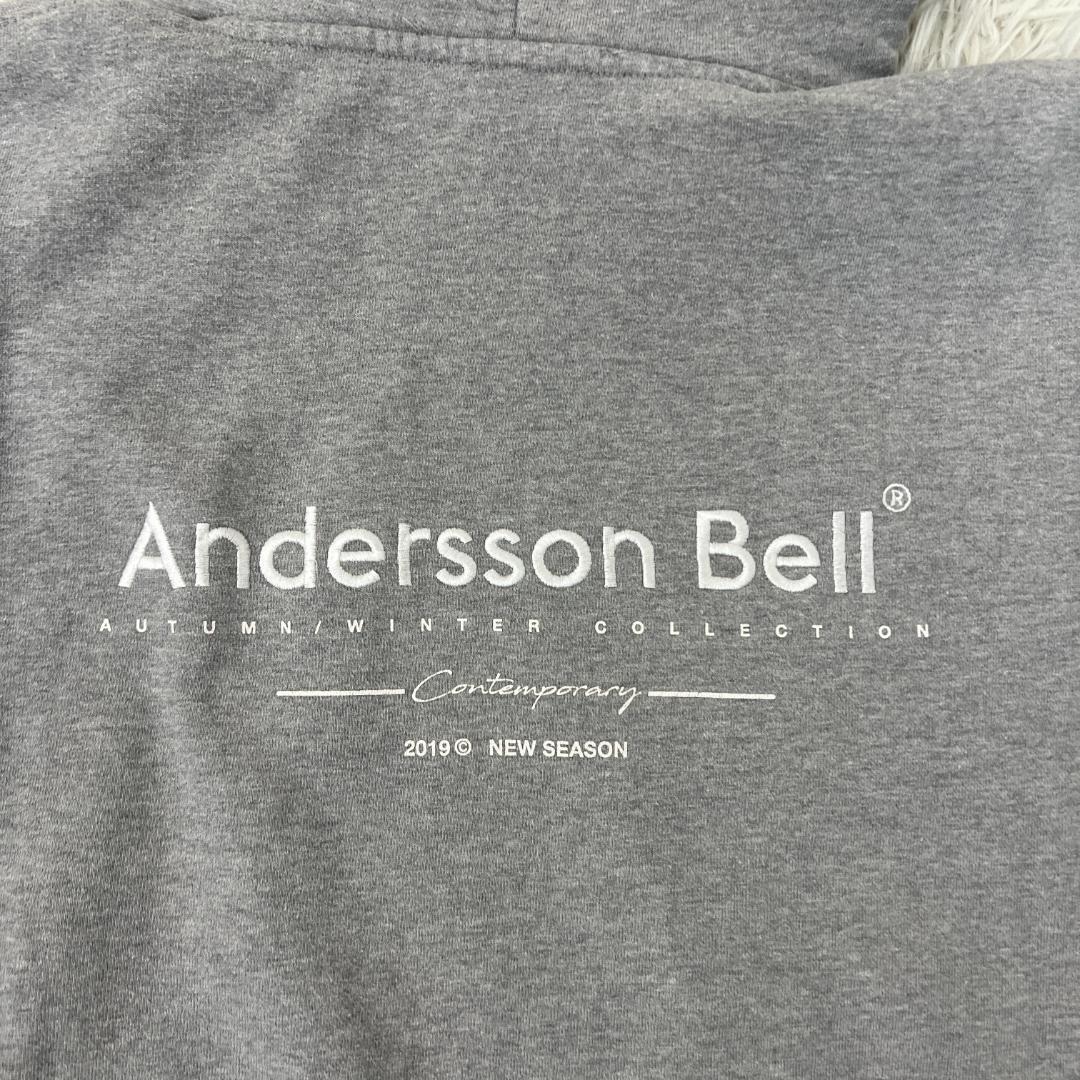 Andersson Bell®
AUTUMN/WINTER COLLECTION
Contemporary
2019© NEW SEASON